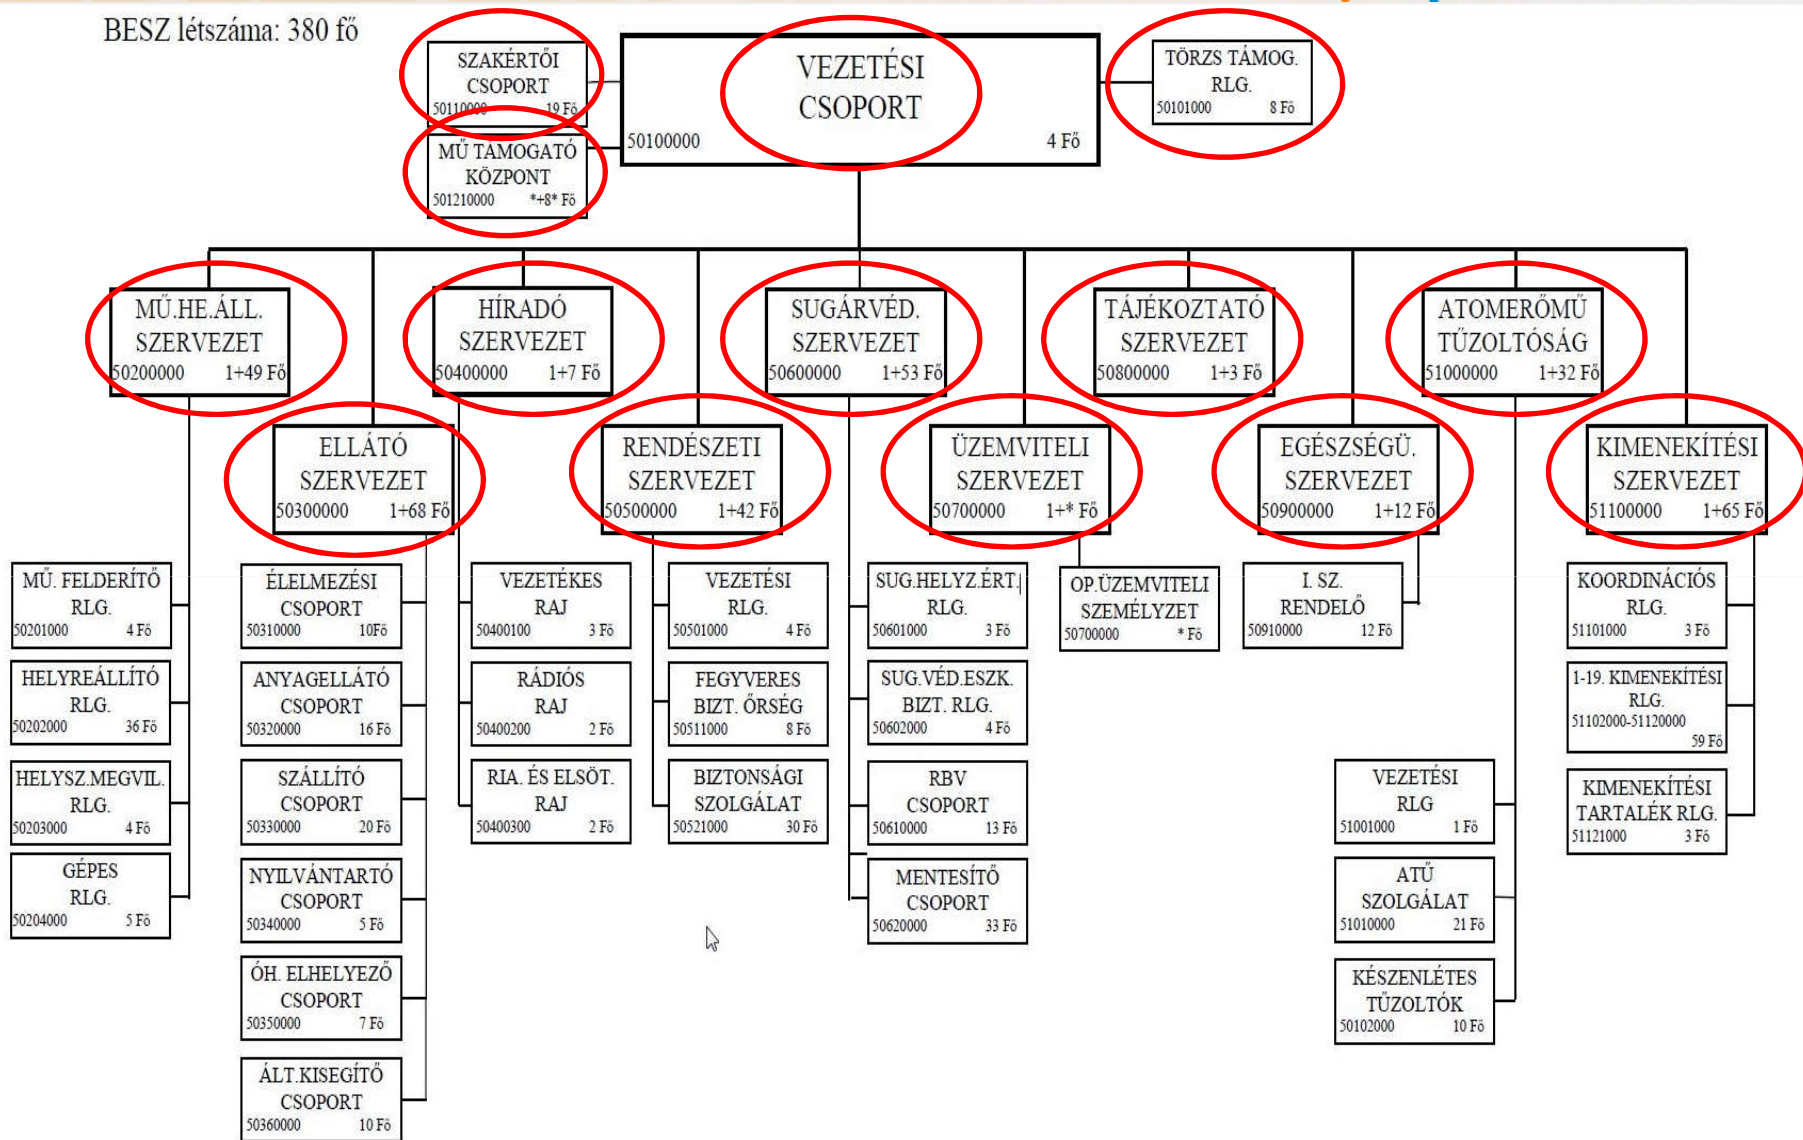 BESZ létszáma: 380 fő
SZAKÉRTŐI
CSOPORT
50110000 19 Fő
MŰ TAMOGATÓ
KÖZPONT
501210000 *+8* Fő
VEZETÉSI
CSOPORT
50100000 4 Fő
TÖRZS TÁMOG.
RLG.
50101000 8 Fő
MŰ.HE.ÁLL.
SZERVEZET
50200000 1+49 Fő
HÍRADÓ
SZERVEZET
50400000 1+7 Fő
SUGÁRVÉD.
SZERVEZET
50600000 1+53 Fő
TÁJÉKOZTATÓ
SZERVEZET
50800000 1+3 Fő
ATOMERŐMŰ
TŰZOLTÓSÁG
51000000 1+32 Fő
ELLÁTÓ
SZERVEZET
50300000 1+68 Fő
RENDÉSZETI
SZERVEZET
50500000 1+42 Fő
ÜZEMVITELI
SZERVEZET
50700000 1+* Fő
EGÉSZSÉGÜ.
SZERVEZET
50900000 1+12 Fő
KIMENEKÍTÉSI
SZERVEZET
51100000 1+65 Fő
MŰ. FELDERÍTŐ
RLG.
50201000 4 Fő
HELYREÁLLÍTÓ
RLG.
50202000 36 Fő
HELYSZ.MEGVIL.
RLG.
50203000 4 Fő
GÉPES
RLG.
50204000 5 Fő
ÉLELMEZÉSI
CSOPORT
50310000 10Fő
ANYAGELLÁTÓ
CSOPORT
50320000 16 Fő
SZÁLLÍTÓ
CSOPORT
50330000 20 Fő
NYILVÁNTARTÓ
CSOPORT
50340000 5 Fő
ÓH. ELHELYEZŐ
CSOPORT
50350000 7 Fő
ÁLT.KISEGÍTŐ
CSOPORT
50360000 10 Fő
VEZETÉKES
RAJ
50400100 3 Fő
RÁDIÓS
RAJ
50400200 2 Fő
RIA. ÉS ELSÖT.
RAJ
50400300 2 Fő
VEZETÉSI
RLG.
50501000 4 Fő
FEGYVERES
BIZT. ŐRSÉG
50511000 8 Fő
BIZTONSÁGI
SZOLGÁLAT
50521000 30 Fő
SUG.HELYZ.ÉRT.
RLG.
50601000 3 Fő
SUG.VÉD.ESZK.
BIZT. RLG.
50602000 4 Fő
RBV
CSOPORT
50610000 13 Fő
MENTESÍTŐ
CSOPORT
50620000 33 Fő
OP.ÜZEMVITELI
SZEMÉLYZET
50700000 * Fő
I. SZ.
RENDELŐ
50910000 12 Fő
VEZETÉSI
RLG
51001000 1 Fő
ATŰ
SZOLGÁLAT
51010000 21 Fő
KÉSZENLÉTES
TŰZOLTÓK
50102000 10 Fő
KOORDINÁCIÓS
RLG.
51101000 3 Fő
1-19. KIMENEKÍTÉSI
RLG.
51102000-51120000
59 Fő
KIMENEKÍTÉSI
TARTALÉK RLG.
51121000 3 Fő